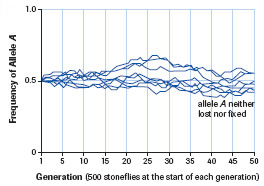 1.0
Frequency of Allele A
0.5
0
allele A neither
lost nor fixed
1 5 10 15 20 25 30 35 40 45 50
Generation (500 stoneflies at the start of each generation)